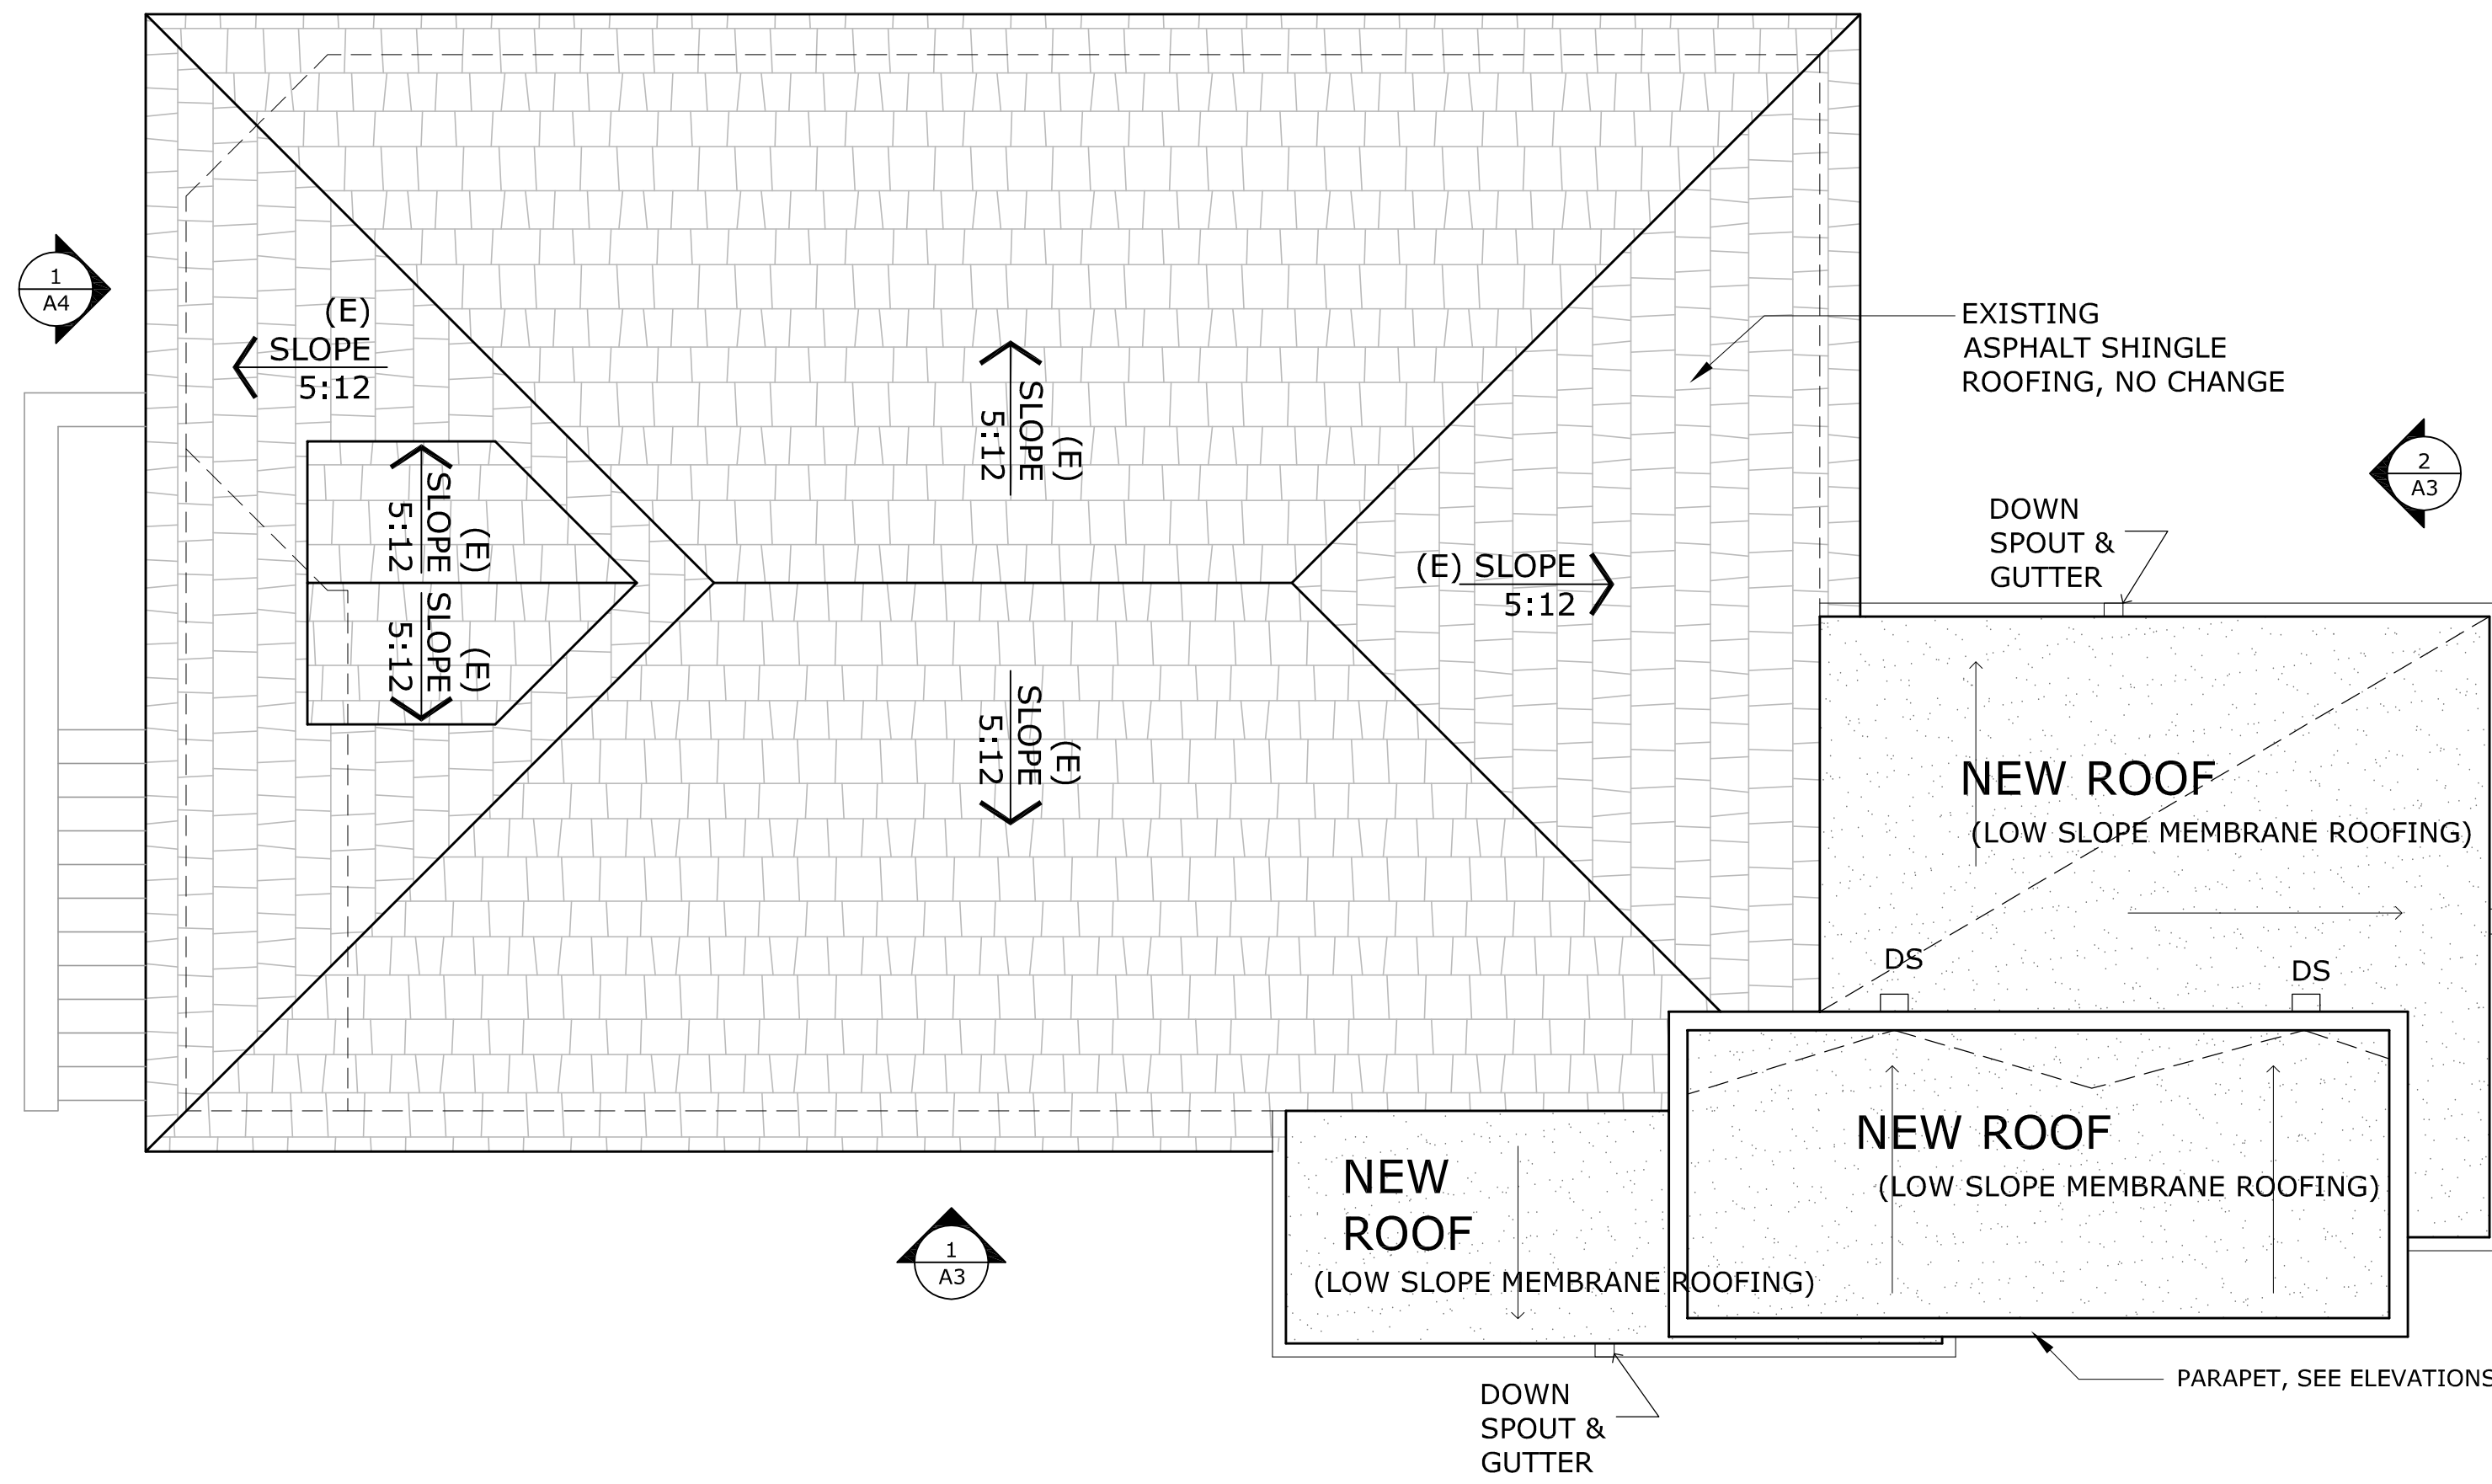 1
A4
(E)
SLOPE
5:12
(E)
SLOPE
5:12
EXISTING
ASPHALT SHINGLE
ROOFING, NO CHANGE
2
A3
(E)
SLOPE
5:12
DOWN
SPOUT &
GUTTER
(E) SLOPE
5:12
(E)
SLOPE
5:12
(E)
SLOPE
5:12
NEW ROOF
(LOW SLOPE MEMBRANE ROOFING)
DS
DS
NEW ROOF
(LOW SLOPE MEMBRANE ROOFING)
NEW
ROOF
(LOW SLOPE MEMBRANE ROOFING)
1
A3
PARAPET, SEE ELEVATIONS
DOWN
SPOUT &
GUTTER